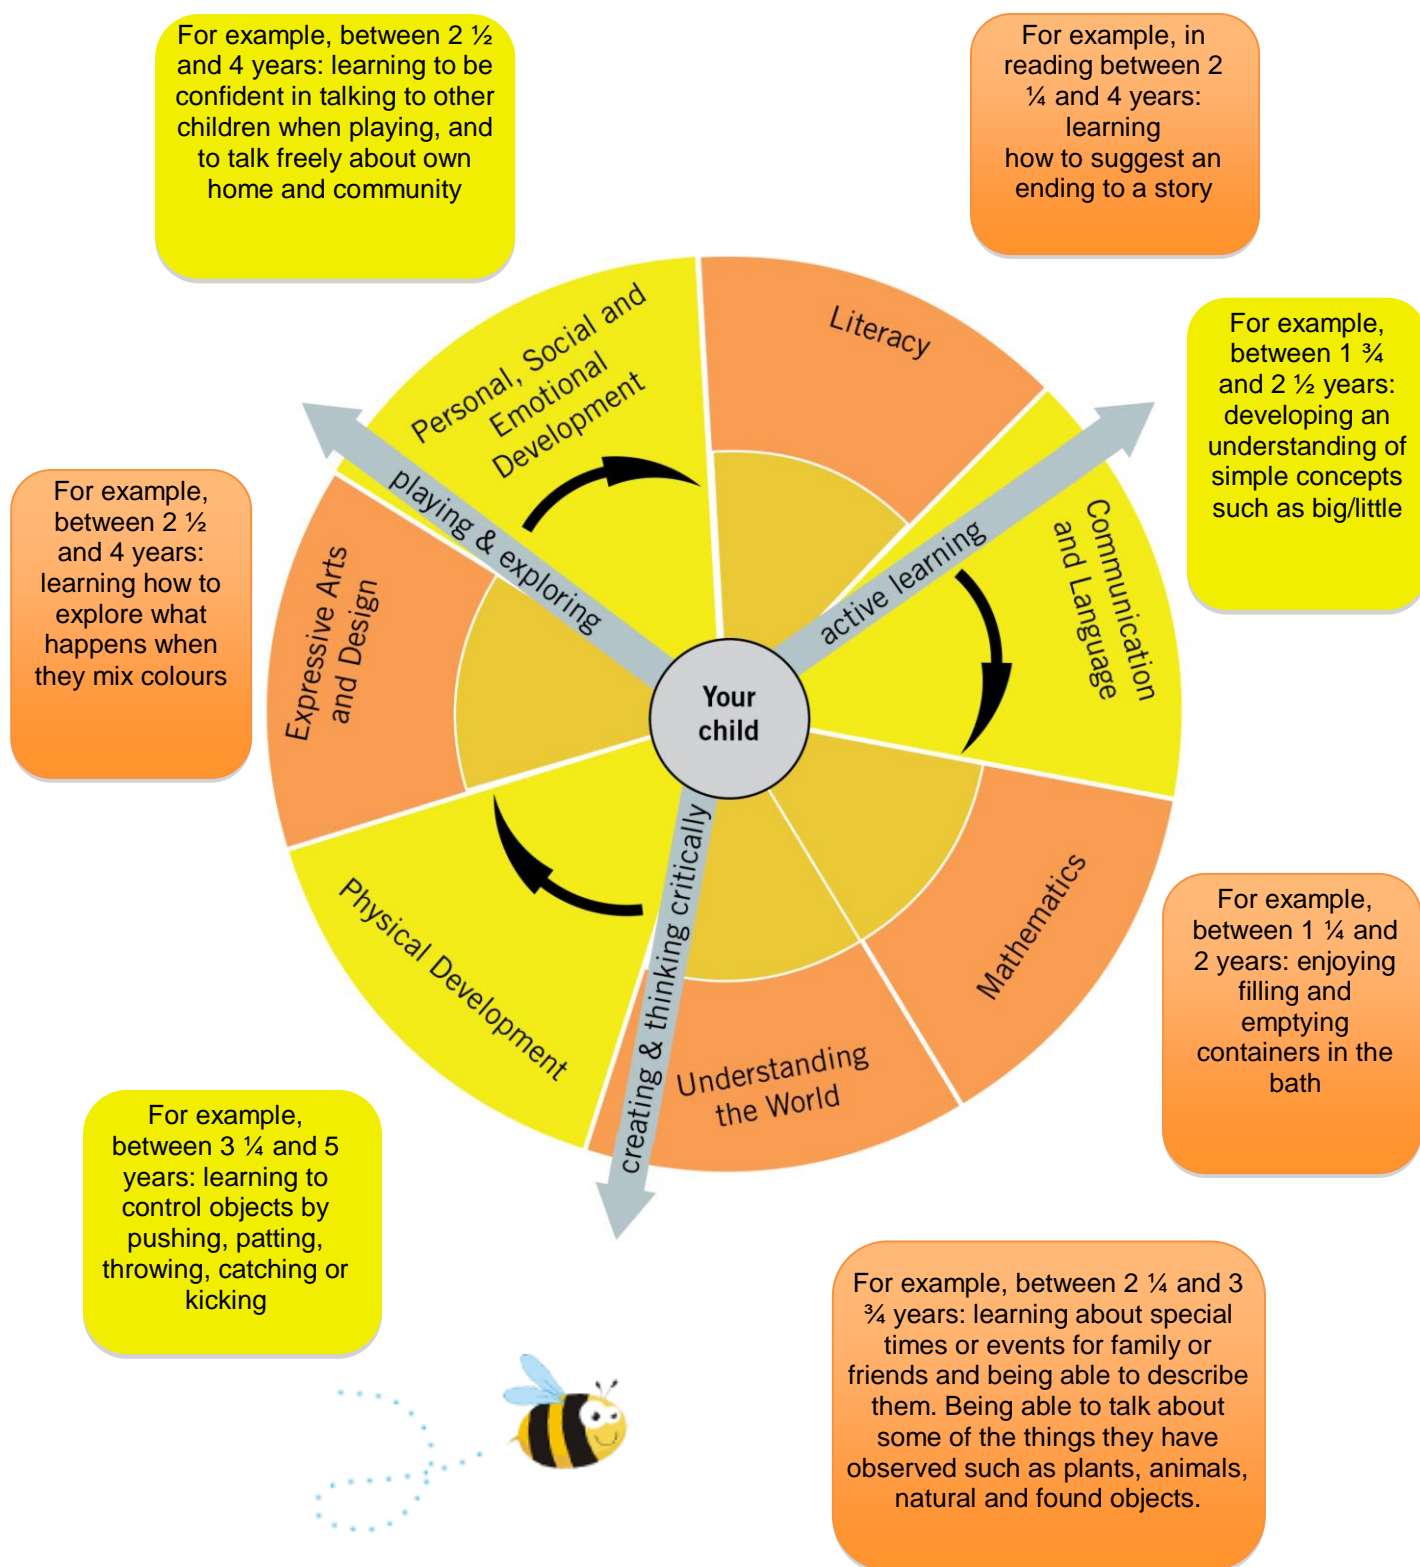 For example, between 2 ½
and 4 years: learning to be
confident in talking to other
children when playing, and
to talk freely about own
home and community
For example, in
reading between 2
¼ and 4 years:
learning
how to suggest an
ending to a story
For example,
between 1 ¾
and 2 ½ years:
developing an
understanding of
simple concepts
such as big/little
For example,
between 2 ½
and 4 years:
learning how to
explore what
happens when
they mix colours
Personal, Social and
Emotional
Development
Literacy
Communication
and Language
playing & exploring
active learning
Expressive Arts
and Design
Your
child
creating & thinking critically
Physical Development
Mathematics
Understanding
the World
For example,
between 1 ¼ and
2 years: enjoying
filling and
emptying
containers in the
bath
For example,
between 3 ¼ and 5
years: learning to
control objects by
pushing, patting,
throwing, catching or
kicking
For example, between 2 ¼ and 3
¾ years: learning about special
times or events for family or
friends and being able to describe
them. Being able to talk about
some of the things they have
observed such as plants, animals,
natural and found objects.